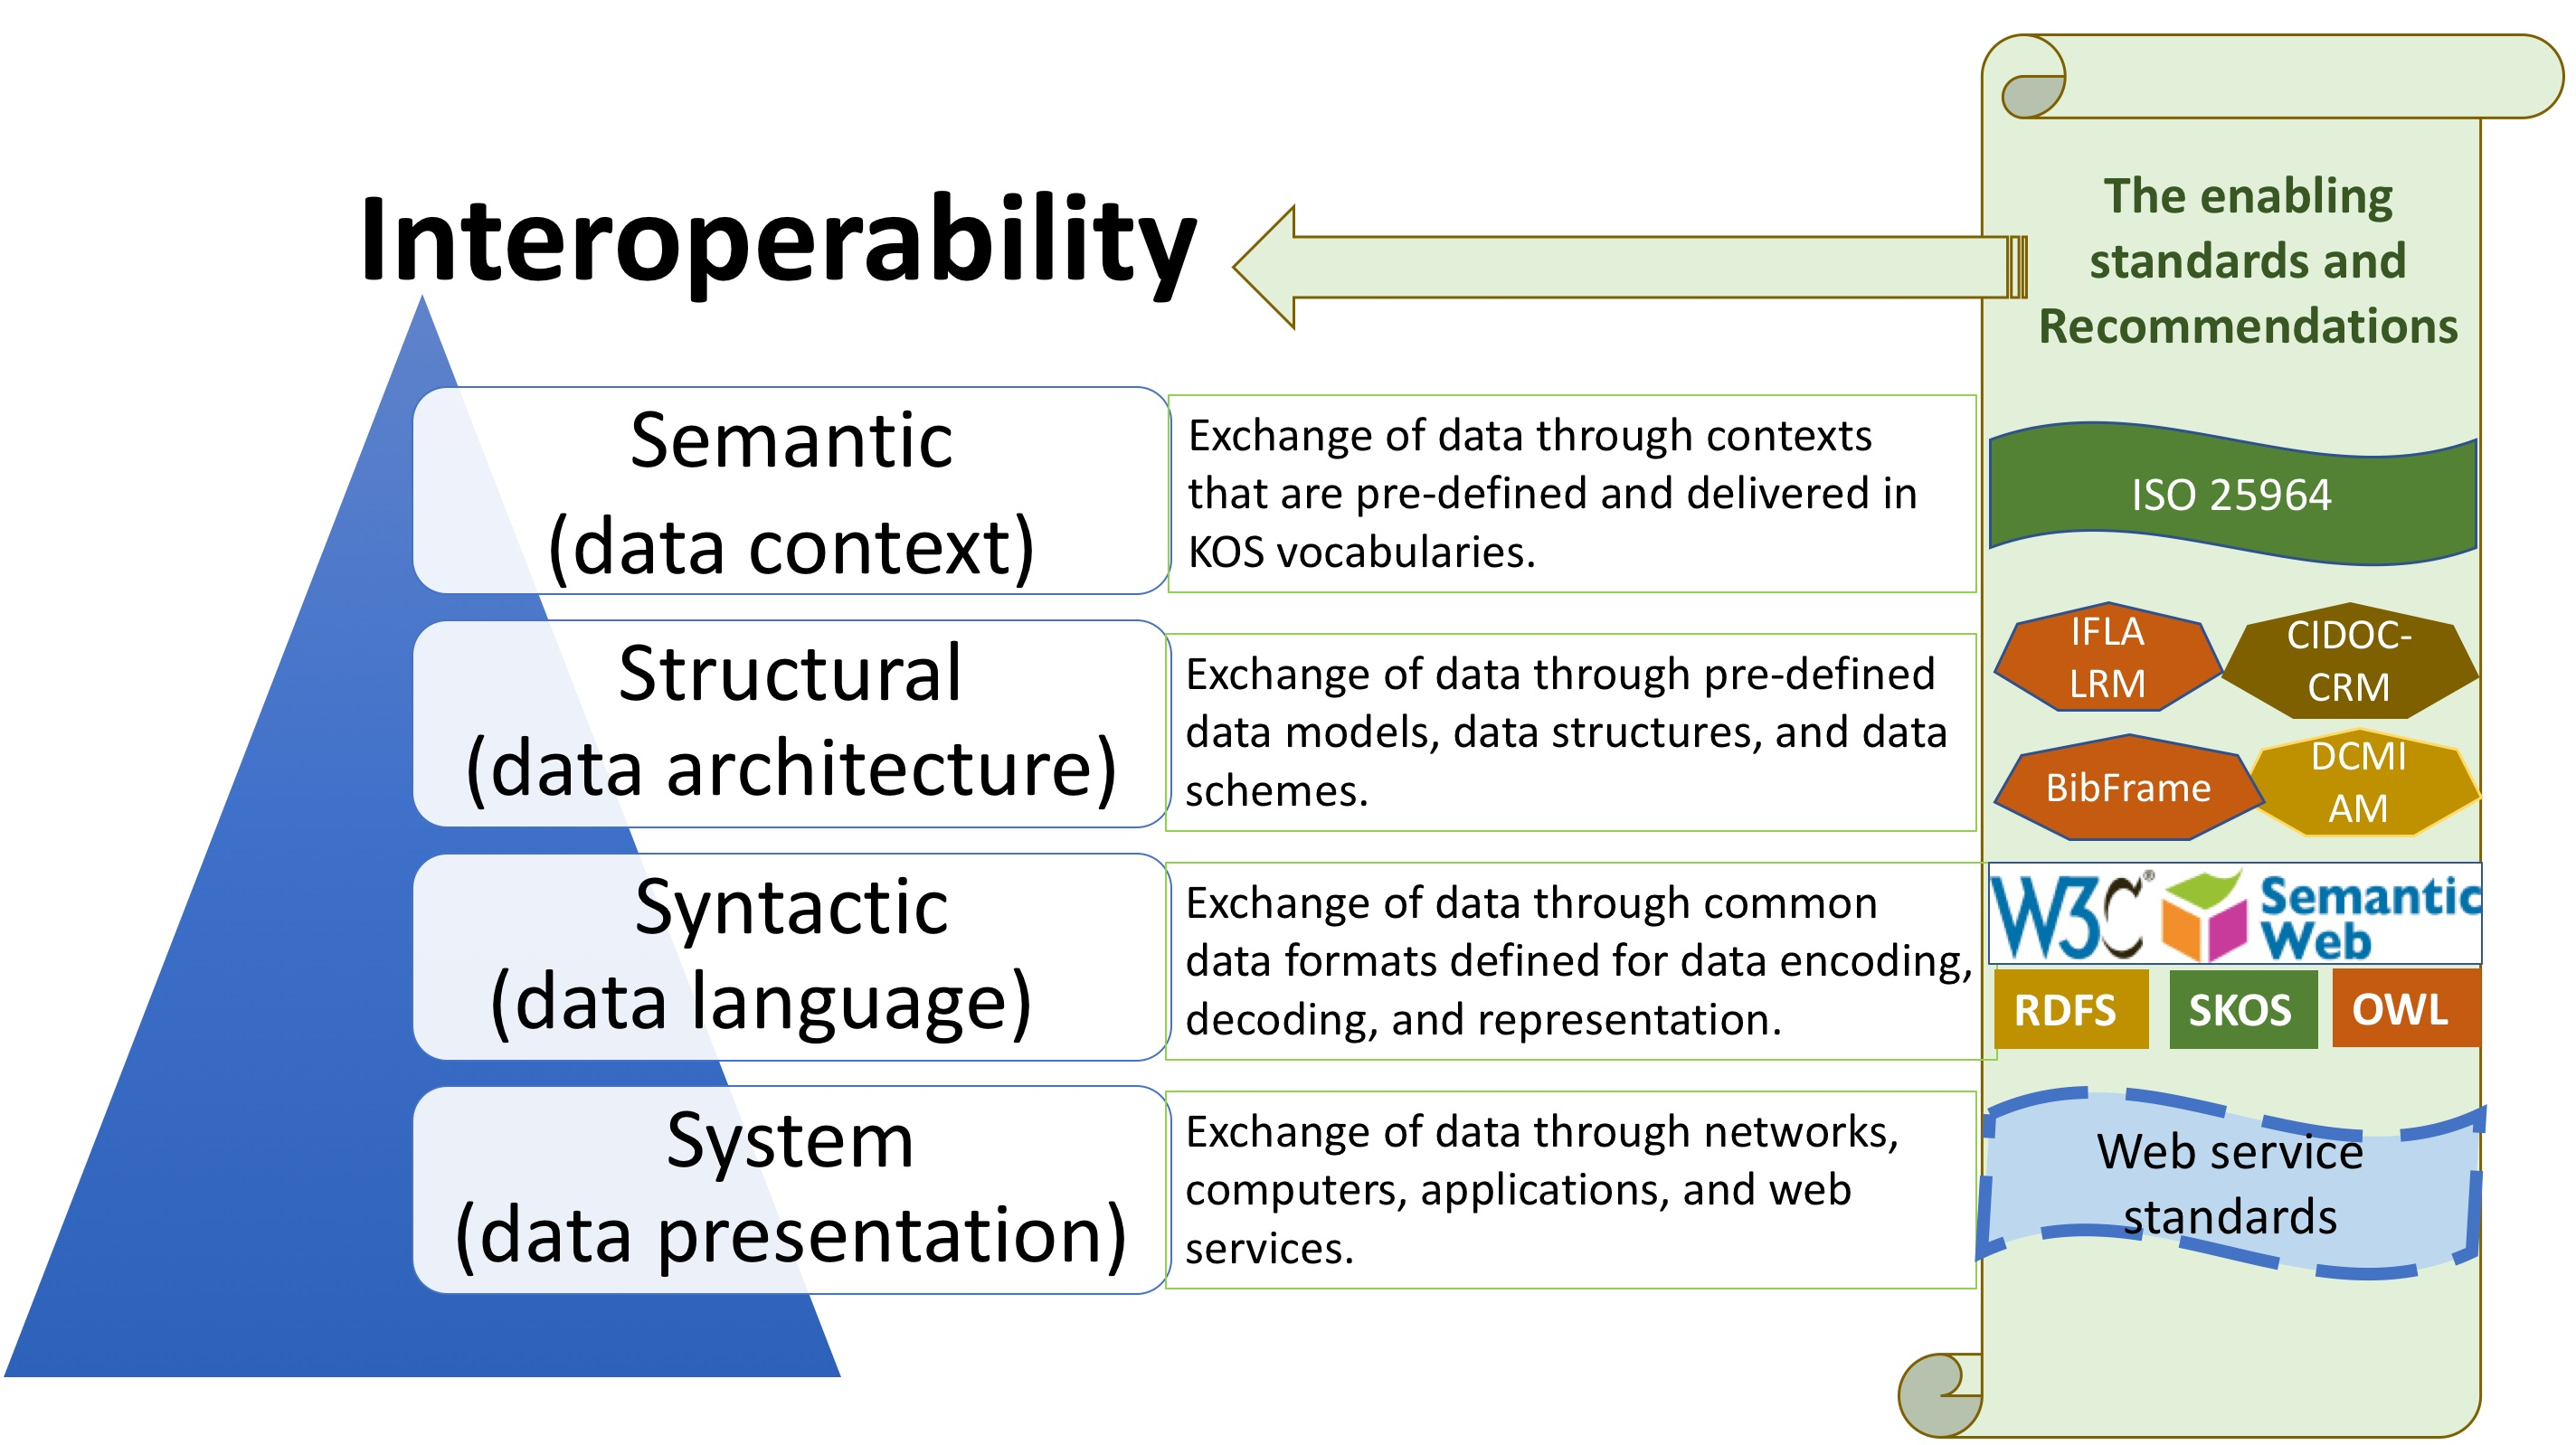 Interoperability
The enabling
standards and
Recommendations
Semantic
(data context)
Exchange of data through contexts
that are pre-defined and delivered in
KOS vocabularies.
ISO 25964
Structural
(data architecture)
Exchange of data through pre-defined
data models, data structures, and data
schemes.
IFLA
LRM
CIDOC-
CRM
BibFrame
DCMI
AM
Syntactic
(data language)
Exchange of data through common
data formats defined for data encoding,
decoding, and representation.
W3C® Semantic
Web
RDFS SKOS OWL
System
(data presentation)
Exchange of data through networks,
computers, applications, and web
services.
Web service
standards